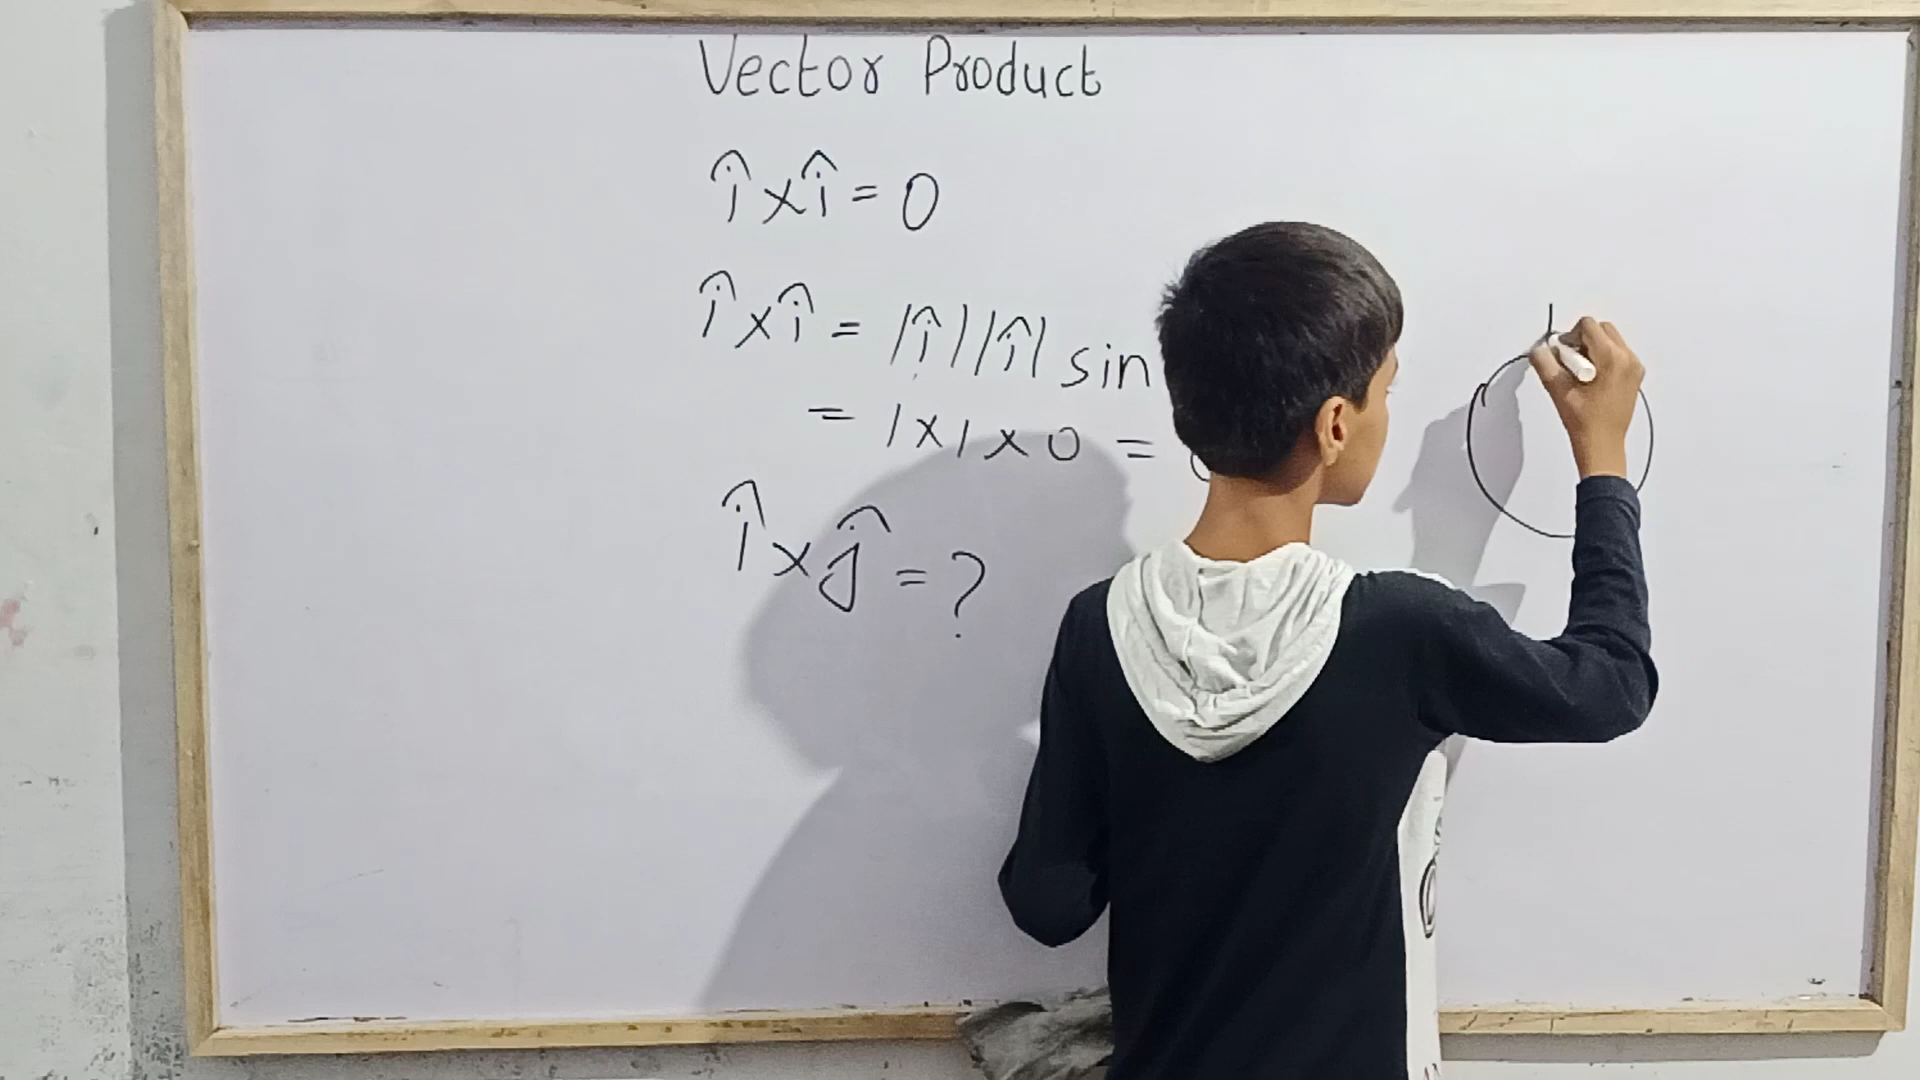 Vector Product
î × î = 0
î × î = |î| |î| sin
= 1 × 1 × 0 =
î × ĵ = ?